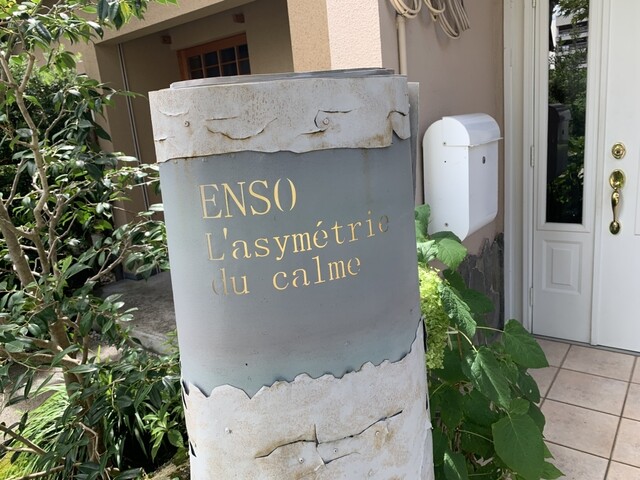 ENSO
L'asymétrie
du calme